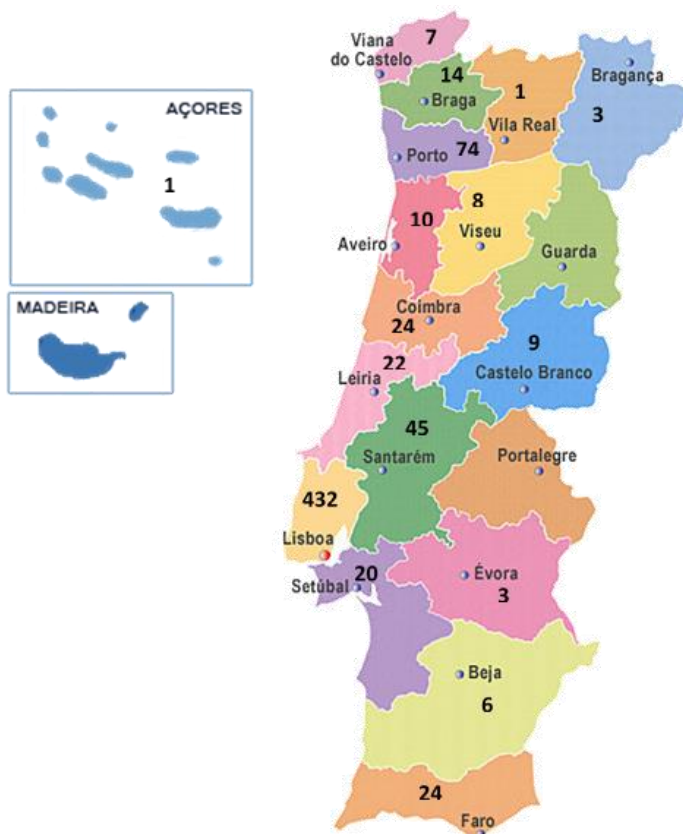 7
Viana
do Castelo
14
Braga
1
Vila Real
Bragança
3
AÇORES
1
Porto
74
10
Aveiro
8
Viseu
Guarda
MADEIRA
Coimbra
24
22
Leiria
9
Castelo Branco
45
Santarém
Portalegre
432
Lisboa
20
Setúbal
Évora
3
Beja
6
24
Faro